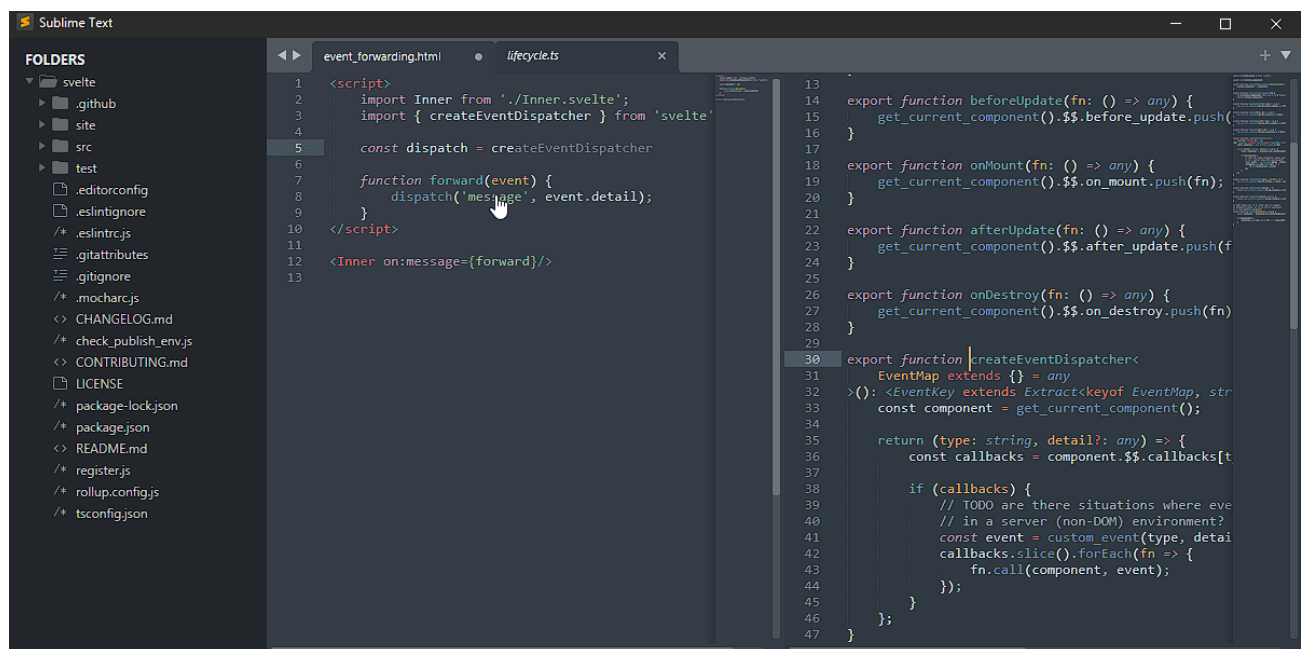 Sublime Text
FOLDERS
svelte
.github
site
src
test
.editorconfig
.eslintignore
/* .eslintrc.js
.gitattributes
.gitignore
/* .mocharc.js
<> CHANGELOG.md
/* check_publish_env.js
<> CONTRIBUTING.md
LICENSE
/* package-lock.json
/* package.json
<> README.md
/* register.js
/* rollup.config.js
/* tsconfig.json
event_forwarding.html
lifecycle.ts
1 <script>
2 import Inner from './Inner.svelte';
3 import { createEventDispatcher } from 'svelte'
4
5 const dispatch = createEventDispatcher
6
7 function forward(event) {
8 dispatch('message', event.detail);
9 }
10 </script>
11
12 <Inner on:message={forward}/>
13
13
14 export function beforeUpdate(fn: () => any) {
15 get_current_component().$$.before_update.push(
16 }
17
18 export function onMount(fn: () => any) {
19 get_current_component().$$.on_mount.push(fn);
20 }
21
22 export function afterUpdate(fn: () => any) {
23 get_current_component().$$.after_update.push(f
24 }
25
26 export function onDestroy(fn: () => any) {
27 get_current_component().$$.on_destroy.push(fn)
28 }
29
30 export function createEventDispatcher<
31 EventMap extends {} = any
32 >(): <EventKey extends Extract<keyof EventMap, str
33 const component = get_current_component();
34
35 return (type: string, detail?: any) => {
36 const callbacks = component.$$.callbacks[t
37
38 if (callbacks) {
39 // TODO are there situations where eve
40 // in a server (non-DOM) environment?
41 const event = custom_event(type, detai
42 callbacks.slice().forEach(fn => {
43 fn.call(component, event);
44 });
45 }
46 };
47 }